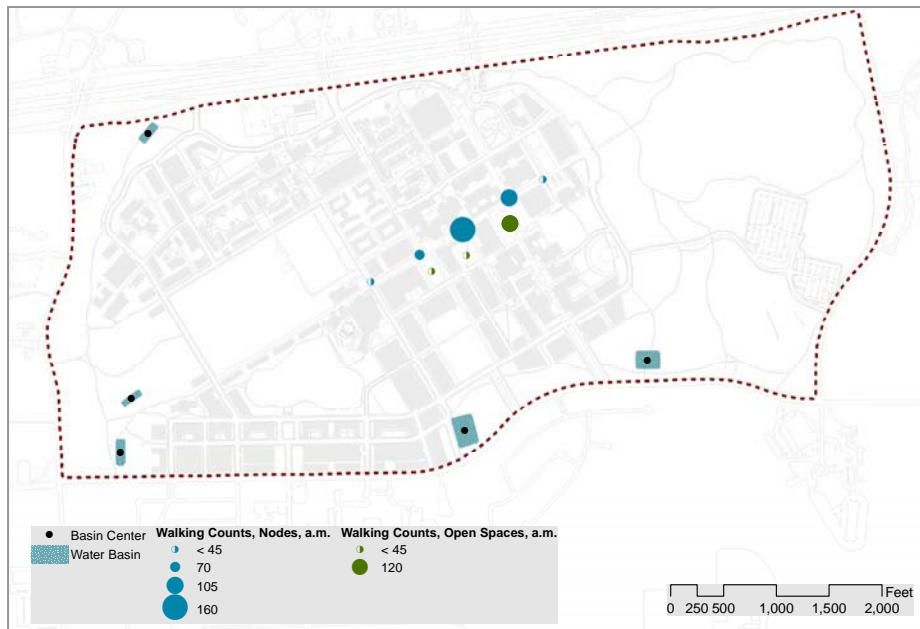 Basin Center
Water Basin
Walking Counts, Nodes, a.m.
< 45
70
105
160
Walking Counts, Open Spaces, a.m.
< 45
120
Feet
0 250 500 1,000 1,500 2,000